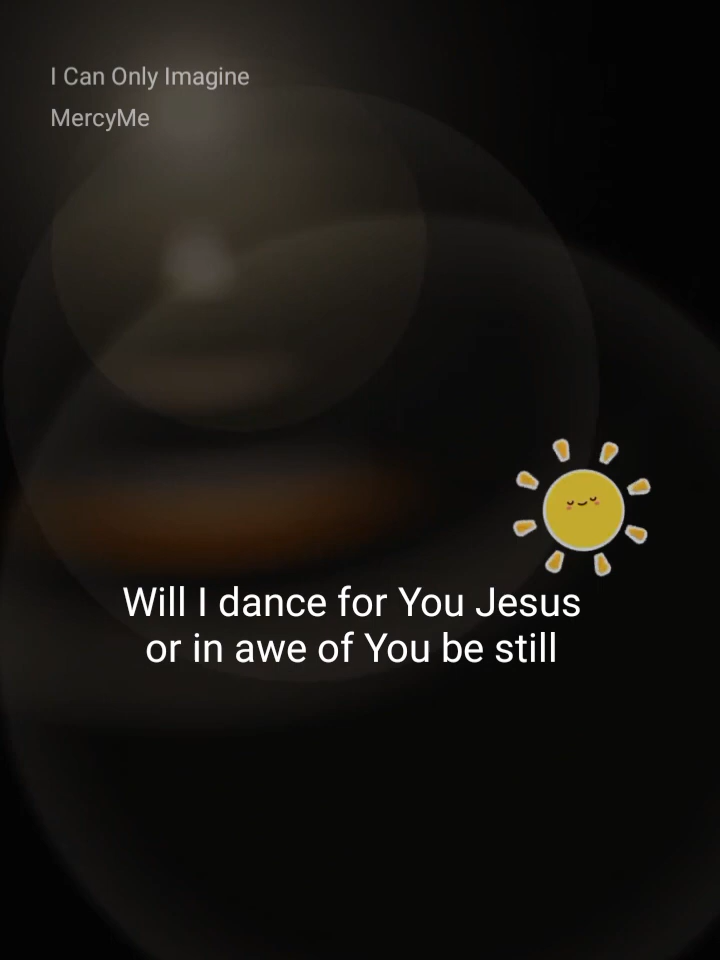 I Can Only Imagine
MercyMe
Will I dance for You Jesus
or in awe of You be still